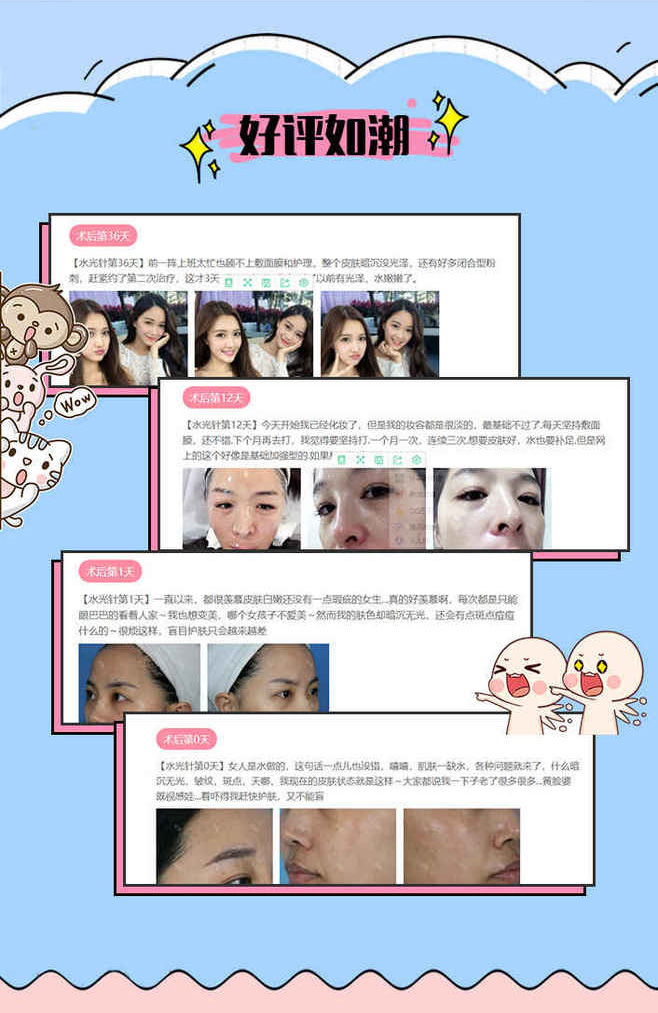 好评如潮
术后第36天
【水光针第36天】前一阵上班太忙也顾不上敷面膜和护理，整个皮肤暗沉没光泽，还有好多闭合型粉
刺，赶紧约了第二次治疗，这才3天
了以前有光泽，水嫩嫩了。
Wow
术后第12天
【水光针第12天】今天开始我已经化妆了，但是我的妆容都是很淡的，最基础不过了.每天坚持敷面
膜，还不错.下个月再去打，我觉得要坚持打.一个月一次，连续三次.想要皮肤好，水也要补足.但是网
上的这个好像是基础加强型的.如果
术后第1天
【水光针第1天】一直以来，都很羡慕皮肤白嫩还没有一点瑕疵的女生...真的好羡慕啊，每次都是只能
眼巴巴的看着人家～我也想变美，哪个女孩子不爱美～然而我的肤色却暗沉无光，还会有点斑点痘痘
什么的～很烦这样，盲目护肤只会越来越差
术后第0天
【水光针第0天】女人是水做的，这句话一点儿也没错，嘻嘻，肌肤一缺水，各种问题就来了，什么暗
沉无光，皱纹，斑点，天哪，我现在的皮肤状态就是这样～大家都说我一下子老了很多很多...黄脸婆
既视感娃...看吓得我赶快护肤，又不能盲